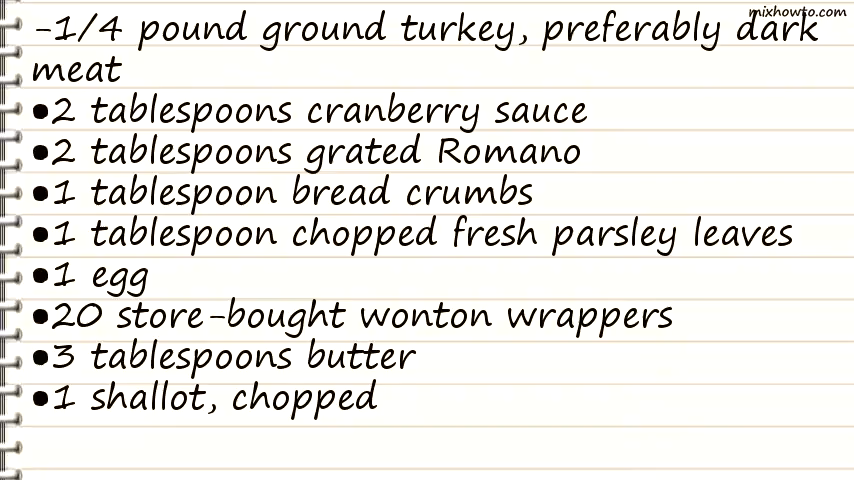 mixhowto.com
-1/4 pound ground turkey, preferably dark
meat
●2 tablespoons cranberry sauce
●2 tablespoons grated Romano
●1 tablespoon bread crumbs
●1 tablespoon chopped fresh parsley leaves
●1 egg
●20 store-bought wonton wrappers
●3 tablespoons butter
●1 shallot, chopped